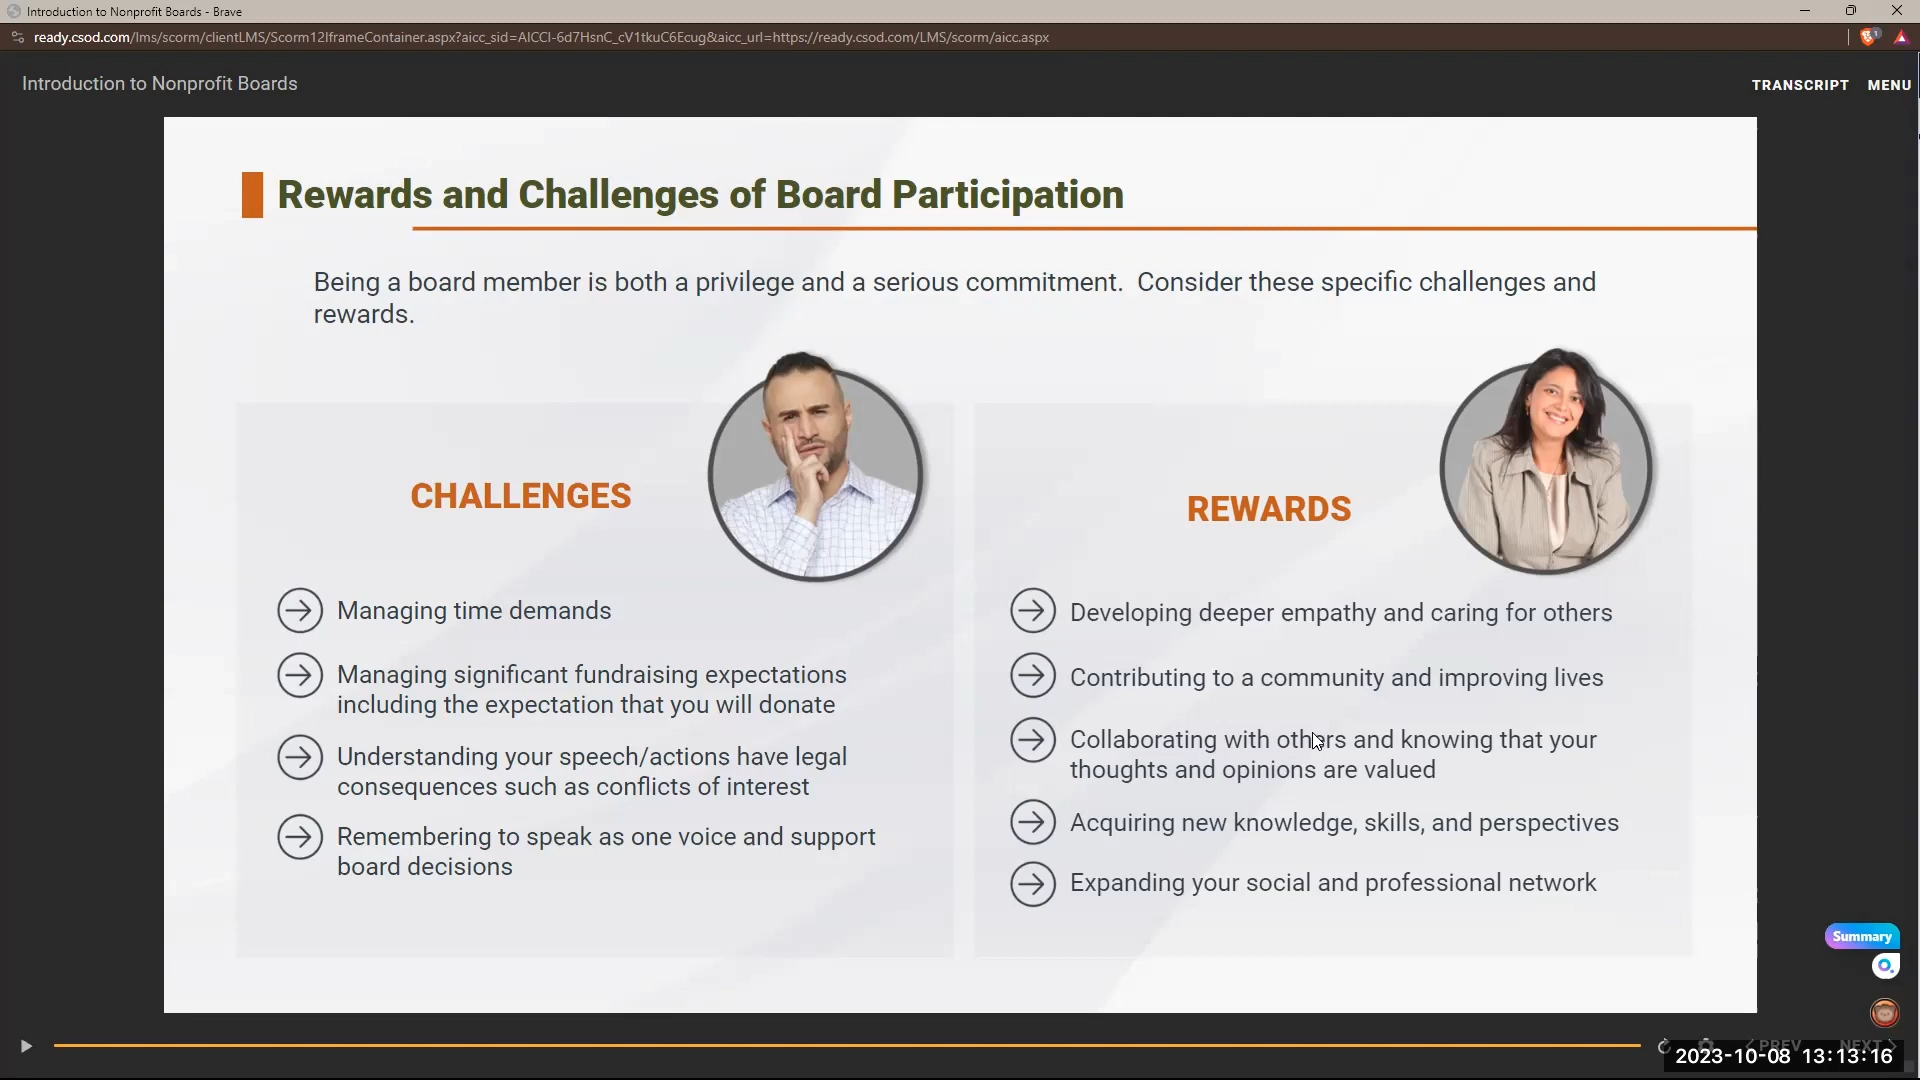 Introduction to Nonprofit Boards - Brave
ready.csod.com/lms/scorm/clientLMS/Scorm12IframeContainer.aspx?aicc_sid=AICCI-6d7HsnC_cV1tkuC6Ecug&aicc_url=https://ready.csod.com/LMS/scorm/aicc.aspx
1
Introduction to Nonprofit Boards
TRANSCRIPT MENU
Rewards and Challenges of Board Participation
Being a board member is both a privilege and a serious commitment. Consider these specific challenges and
rewards.
CHALLENGES
Managing time demands
Managing significant fundraising expectations
including the expectation that you will donate
Understanding your speech/actions have legal
consequences such as conflicts of interest
Remembering to speak as one voice and support
board decisions
REWARDS
Developing deeper empathy and caring for others
Contributing to a community and improving lives
Collaborating with others and knowing that your
thoughts and opinions are valued
Acquiring new knowledge, skills, and perspectives
Expanding your social and professional network
Summary
PREV NEXT
2023-10-08 13:13:16